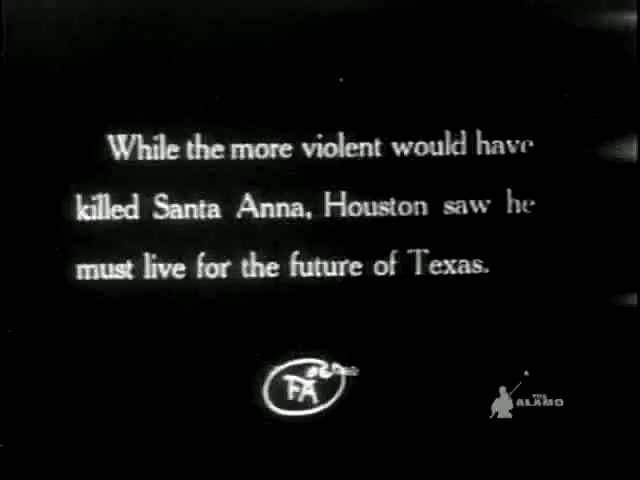 While the more violent would have
killed Santa Anna, Houston saw he
must live for the future of Texas.
FA
THE
ALAMO